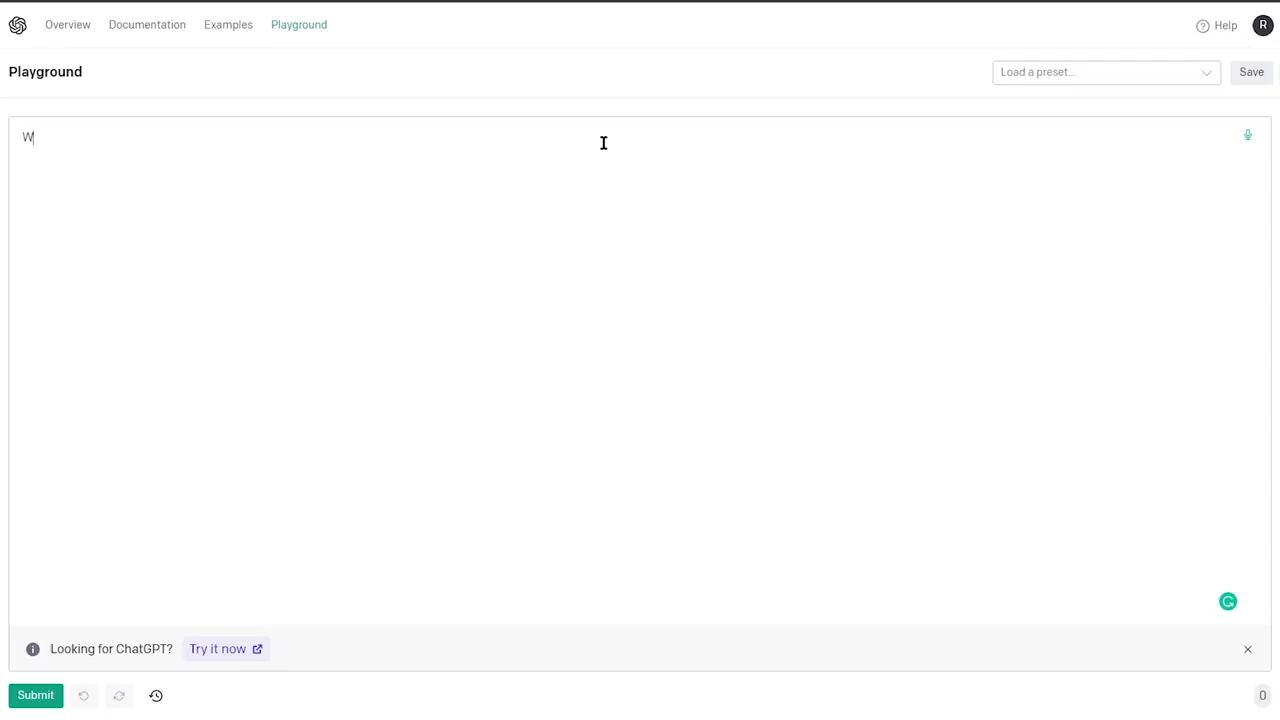 Overview Documentation Examples Playground Help R
Playground Load a preset... Save
W
Looking for ChatGPT? Try it now
Submit 0